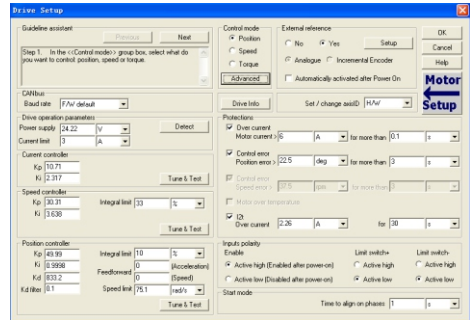 Drive Setup
Guideline assistant
Previous
Next
Step 1. In the <<Control mode>> group box, select what do
you want to control: position, speed or torque.
CANbus
Baud rate F/W default
Drive operation parameters
Power supply 24.22 V
Detect
Current limit 3 A
Current controller
Kp 10.71
Ki 2.317
Tune & Test
Speed controller
Kp 30.31 Integral limit 33 %
Ki 3.638
Tune & Test
Position controller
Kp 49.99 Integral limit 10 %
Ki 0.9998 Feedforward 0 (Acceleration)
Kd 833.2 0 (Speed)
Kd filter 0.1 Speed limit 75.1 rad/s
Tune & Test
Control mode
Position
Speed
Torque
Advanced
External reference
No Yes Setup
Analogue Incremental Encoder
Automatically activated after Power On
OK
Cancel
Help
Motor
Setup
Drive Info
Set / change axisID H/W
Protections
Over current
Motor current > 6 A for more than 0.1 s
Control error
Position error > 22.5 deg for more than 3 s
Control error
Speed error > 37.5 rpm for more than 3 s
Motor over temperature
I2t
Over current 2.26 A for 30 s
Inputs polarity
Enable Limit switch+ Limit switch-
Active high (Enabled after power-on) Active high Active high
Active low (Disabled after power-on) Active low Active low
Start mode
Time to align on phases 1 s